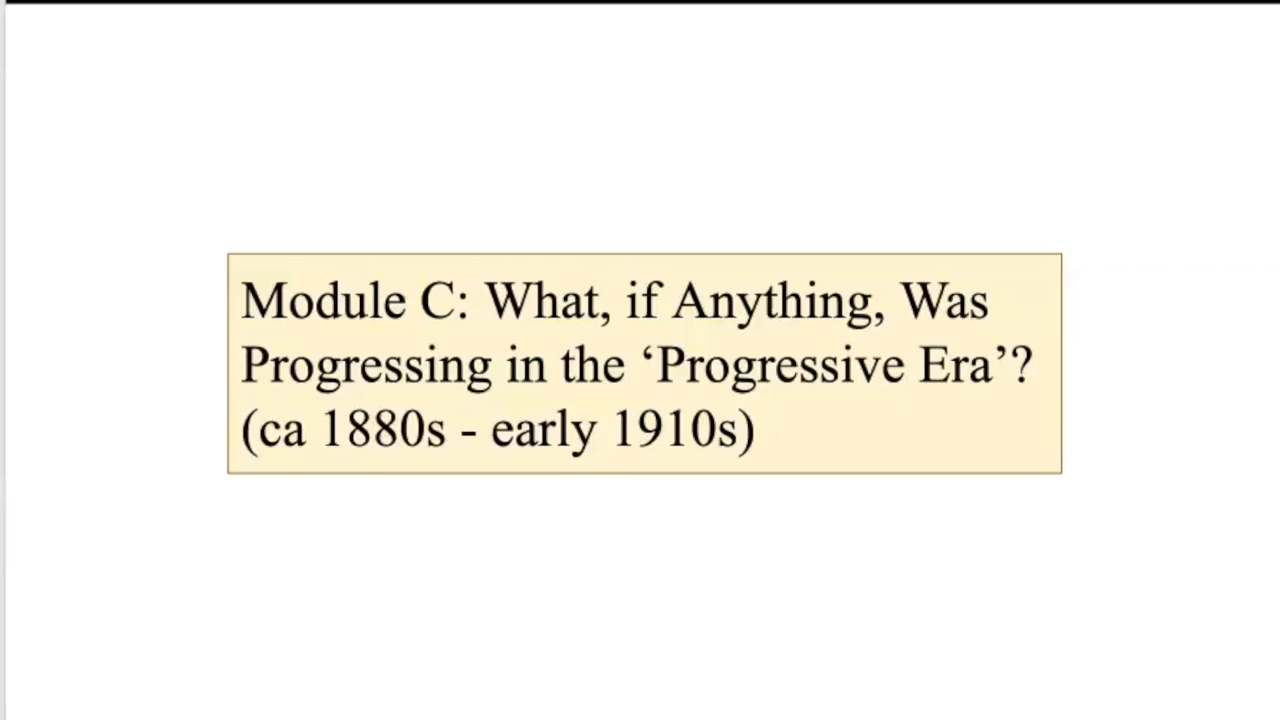 Module C: What, if Anything, Was
Progressing in the ‘Progressive Era’?
(ca 1880s - early 1910s)